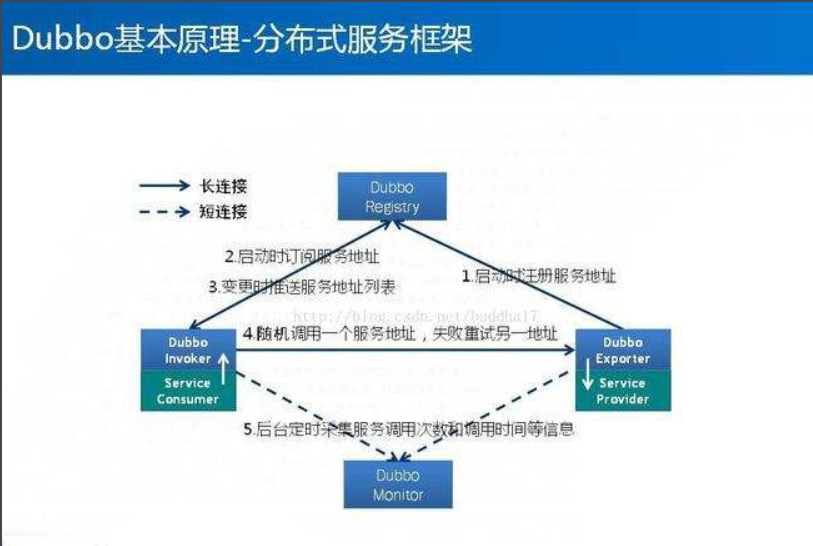 Dubbo基本原理-分布式服务框架
长连接
短连接
Dubbo
Registry
2.启动时订阅服务地址
3.变更时推送服务地址列表
1.启动时注册服务地址
http://blog.csdn.net/buddha17
4.随机调用一个服务地址，失败重试另一地址
Dubbo
Invoker
Service
Consumer
Dubbo
Exporter
Service
Provider
5.后台定时采集服务调用次数和调用时间等信息
Dubbo
Monitor